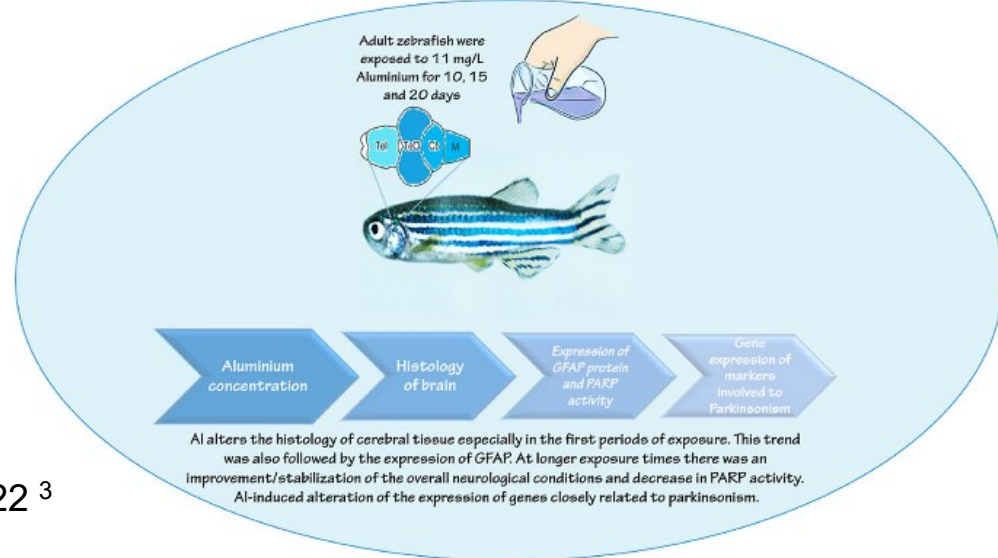 Adult zebrafish were
exposed to 11 mg/L
Aluminium for 10, 15
and 20 days
Tel TeO Cb M
Aluminium
concentration
Histology
of brain
Expression of
GFAP protein
and PARP
activity
Gene
expression of
markers
involved to
Parkinsonism
Al alters the histology of cerebral tissue especially in the first periods of exposure. This trend
was also followed by the expression of GFAP. At longer exposure times there was an
improvement/stabilization of the overall neurological conditions and decrease in PARP activity.
Al-induced alteration of the expression of genes closely related to parkinsonism.
22 3